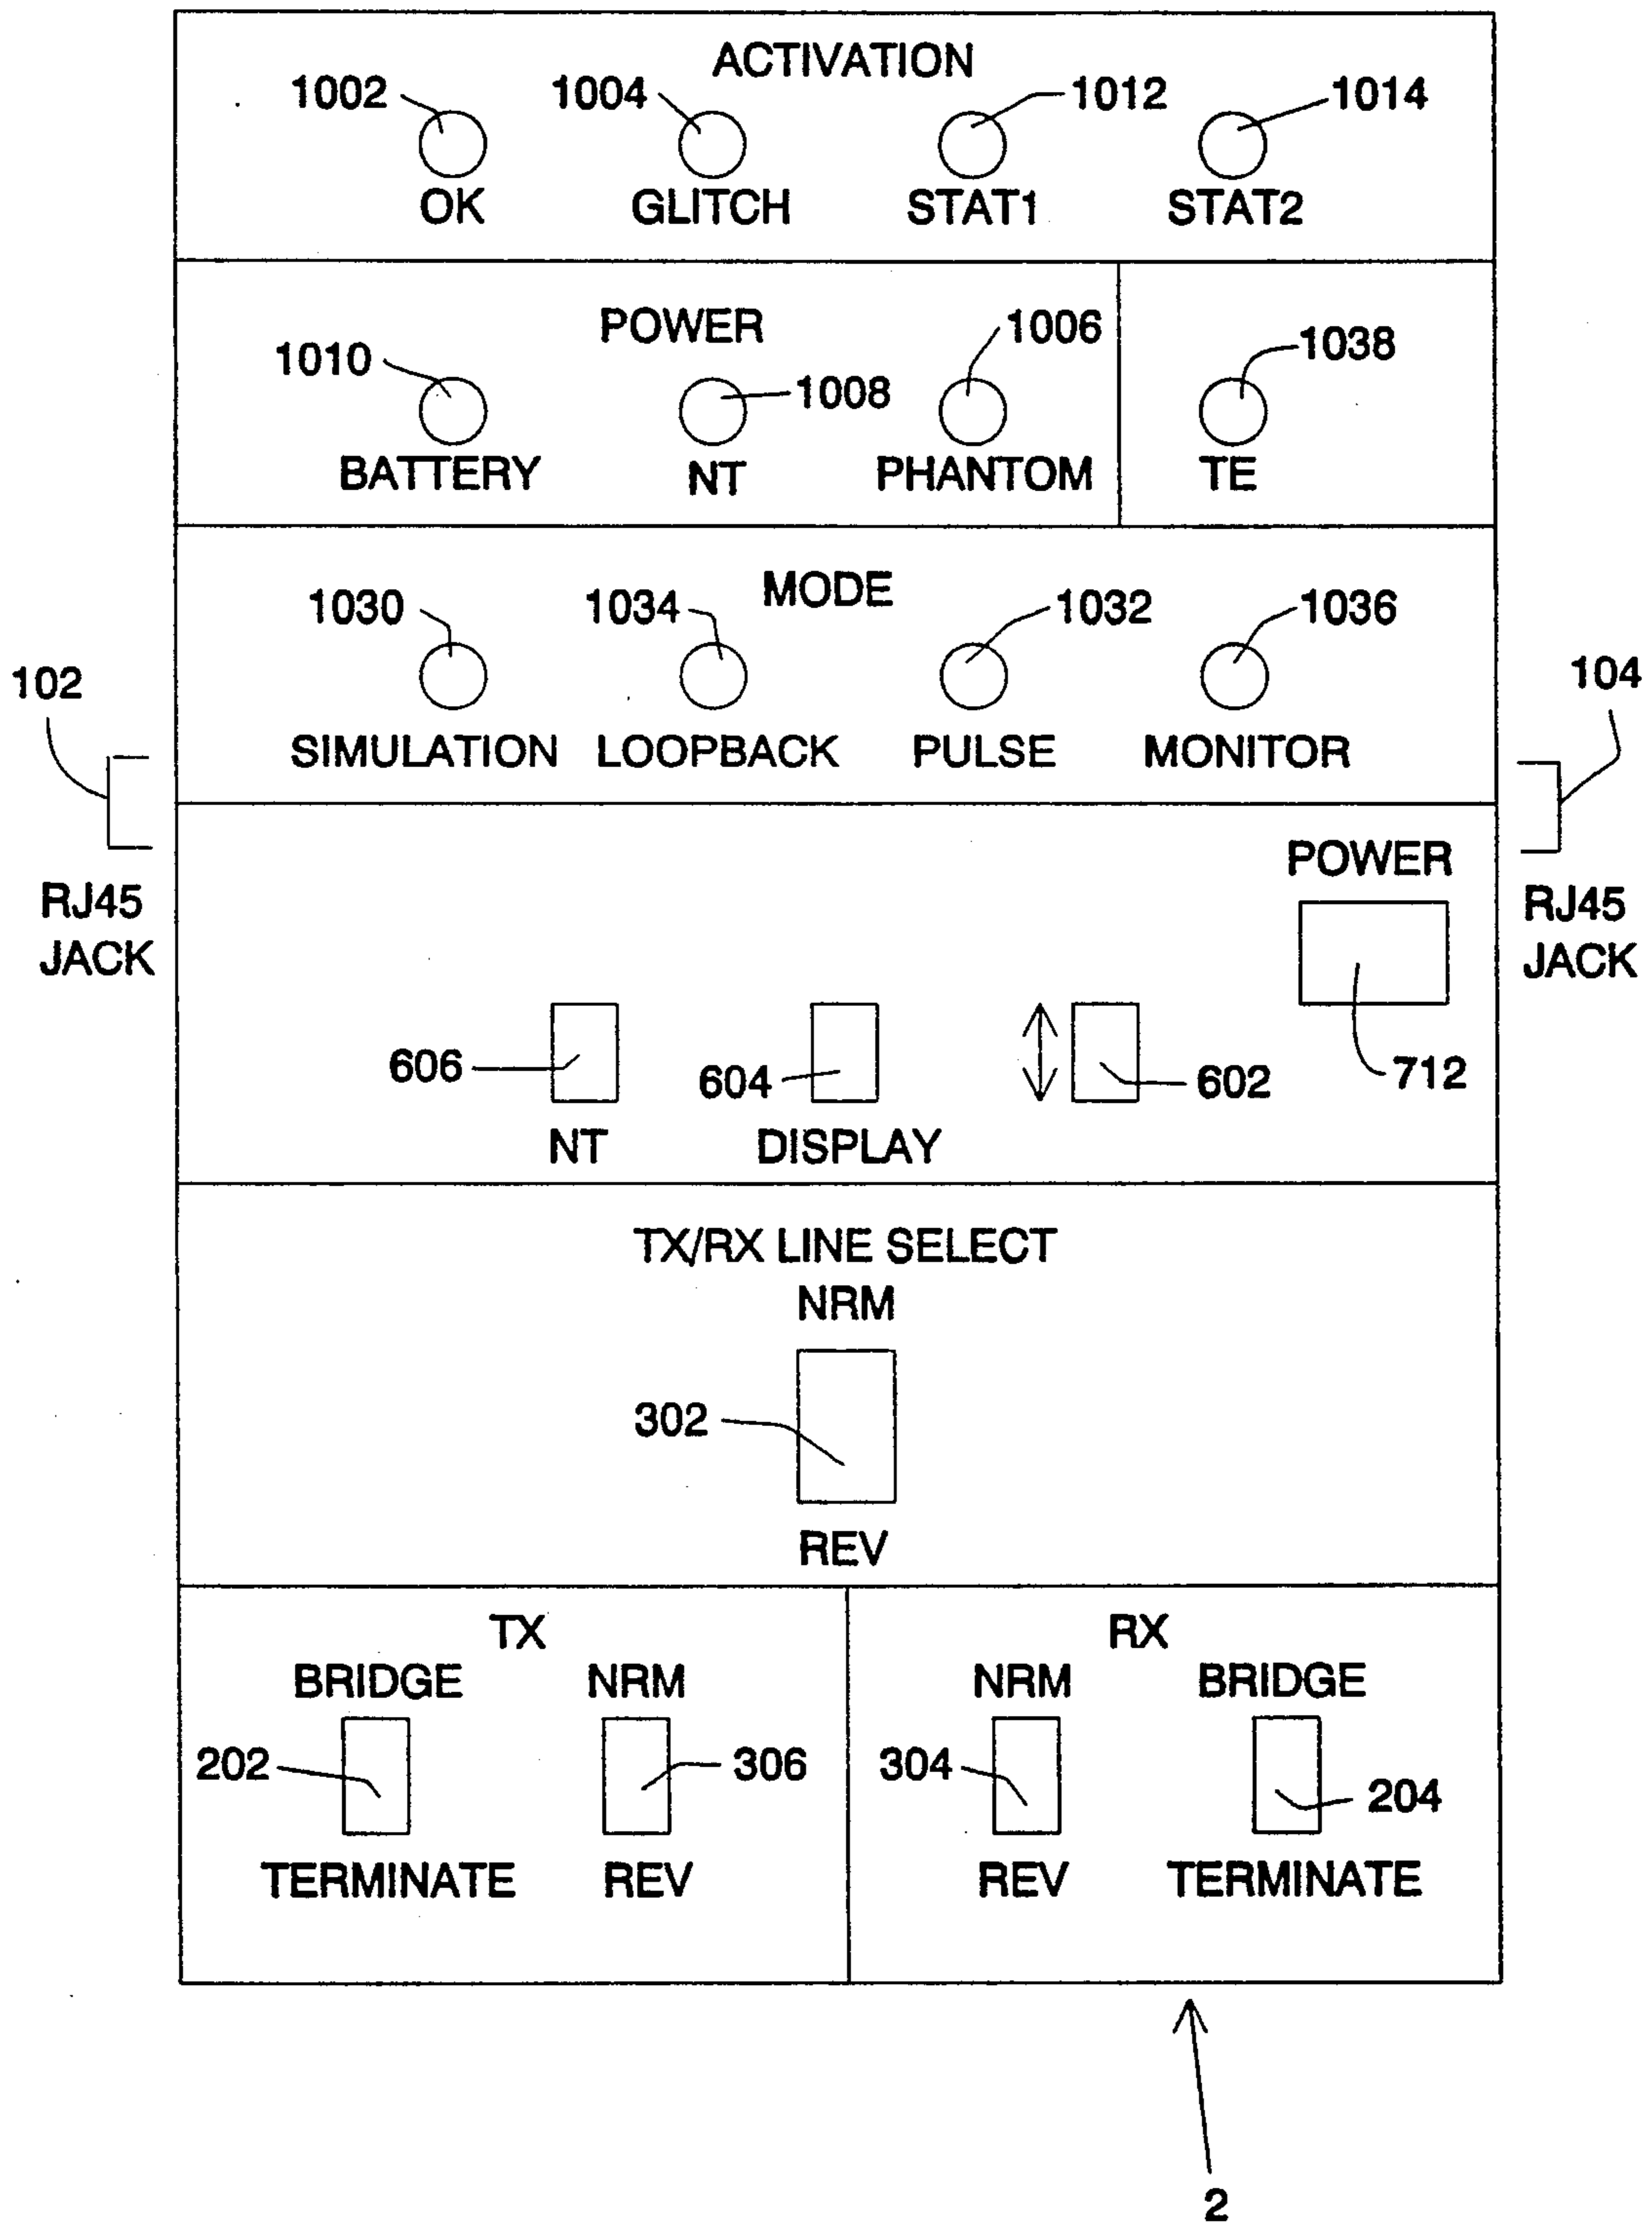 ACTIVATION
1002
1004
1012
1014
OK
GLITCH
STAT1
STAT2
POWER
1010
1008
1006
1038
BATTERY
NT
PHANTOM
TE
MODE
1030
1034
1032
1036
SIMULATION
LOOPBACK
PULSE
MONITOR
102
RJ45
JACK
104
RJ45
JACK
POWER
712
606
604
602
NT
DISPLAY
TX/RX LINE SELECT
NRM
302
REV
TX
BRIDGE
NRM
202
306
TERMINATE
REV
RX
NRM
BRIDGE
304
204
REV
TERMINATE
2